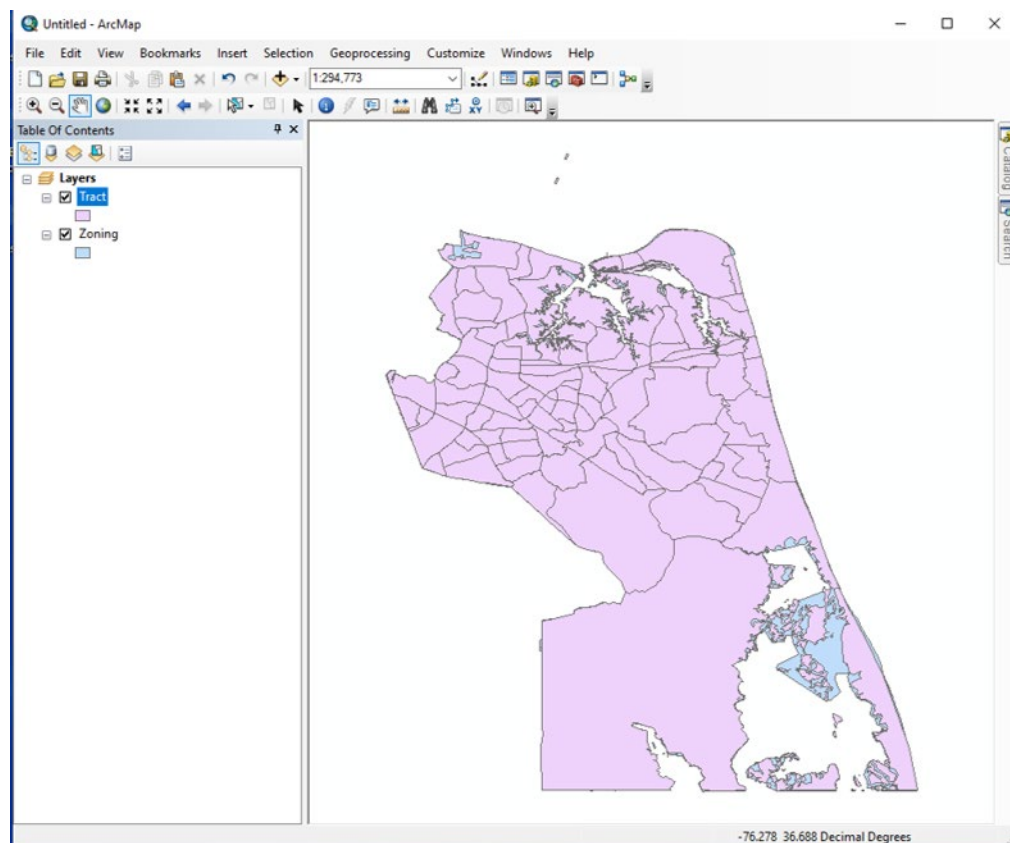 Untitled - ArcMap
File Edit View Bookmarks Insert Selection Geoprocessing Customize Windows Help
1:294,773
Table Of Contents
Layers
Tract
Zoning
Catalog
Search
-76.278 36.688 Decimal Degrees